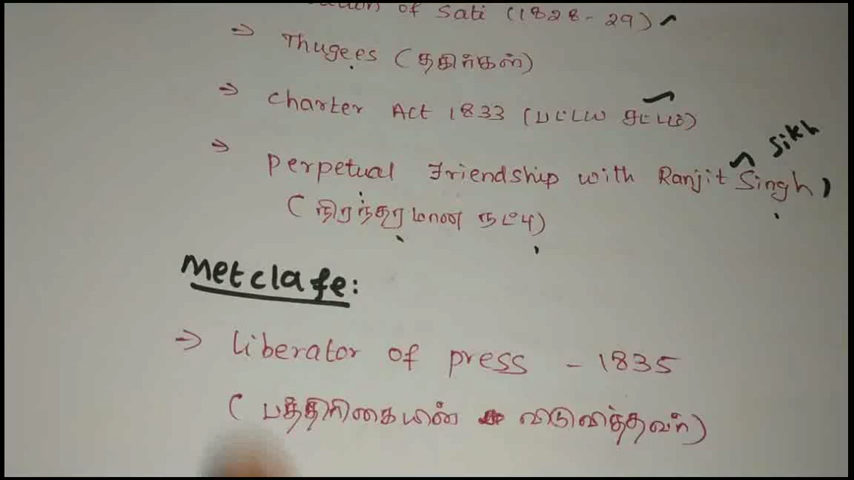 of Sati (1828-29)
→ Thugees (தகிர்கள்)
→ Charter Act 1833 (பட்டய சட்டம்)
Sikh
→ Perpetual Friendship with Ranjit Singh)
(நிரந்தரமான நட்பு)
Metclafe:
→ Liberator of press - 1835
(பத்திரிகையின் விடுவித்தவர்)